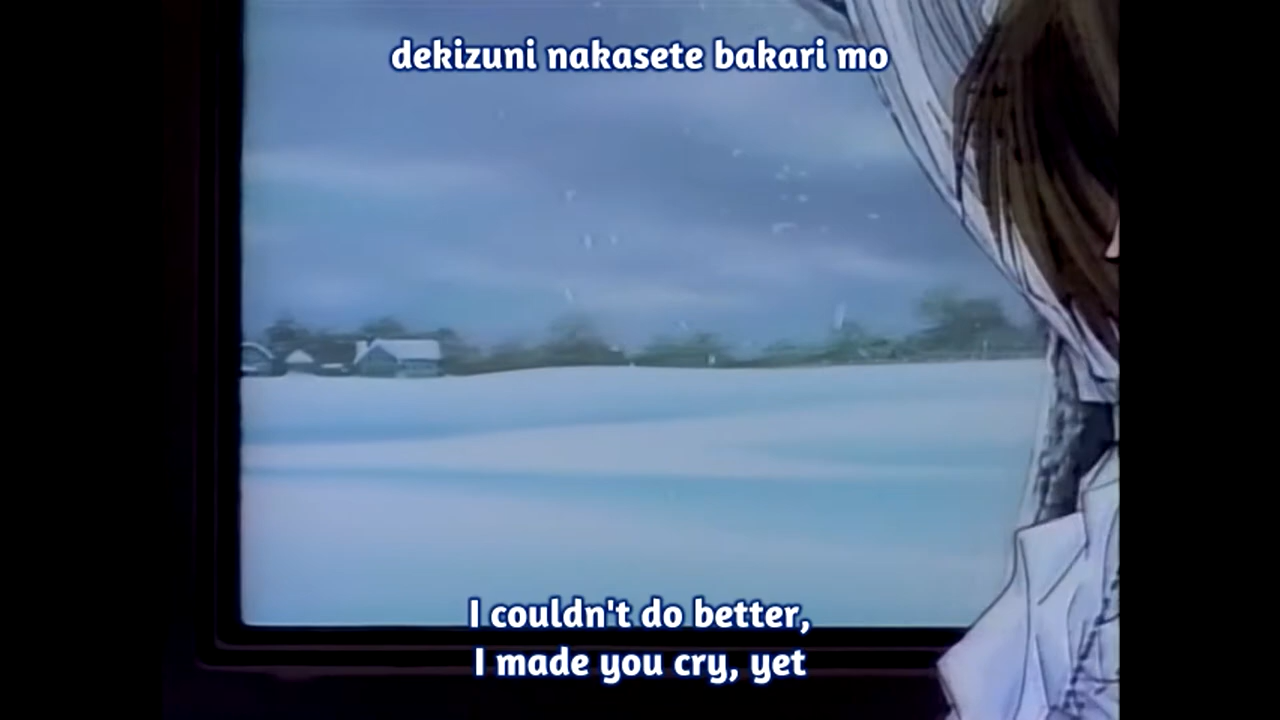 dekizuni nakasete bakari mo
I couldn't do better,
I made you cry, yet